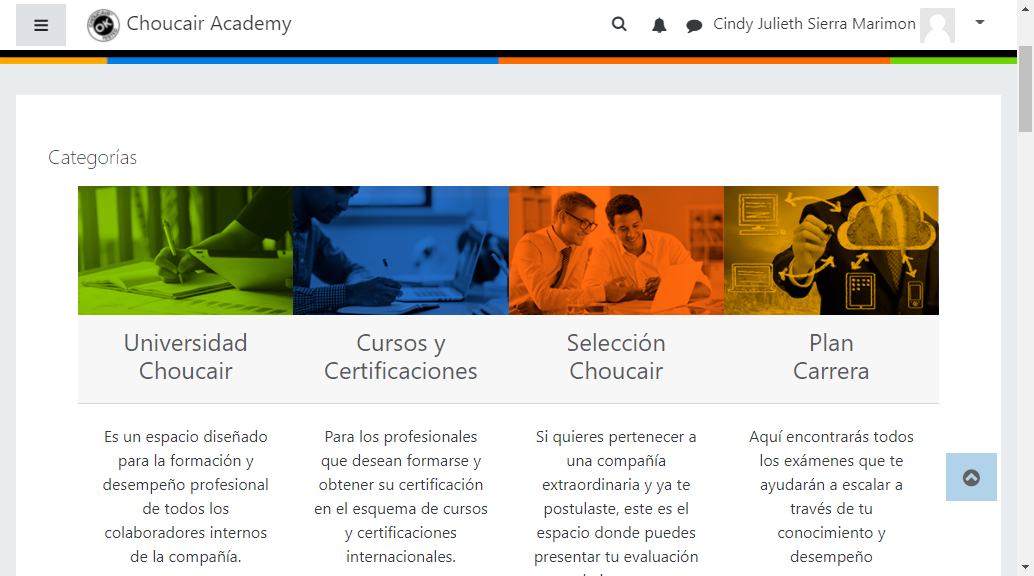 Choucair Academy
Cindy Julieth Sierra Marimon
Categorías
Universidad
Choucair
Es un espacio diseñado
para la formación y
desempeño profesional
de todos los
colaboradores internos
de la compañía.
Cursos y
Certificaciones
Para los profesionales
que desean formarse y
obtener su certificación
en el esquema de cursos
y certificaciones
internacionales.
Selección
Choucair
Si quieres pertenecer a
una compañía
extraordinaria y ya te
postulaste, este es el
espacio donde puedes
presentar tu evaluación
Plan
Carrera
Aquí encontrarás todos
los exámenes que te
ayudarán a escalar a
través de tu
conocimiento y
desempeño